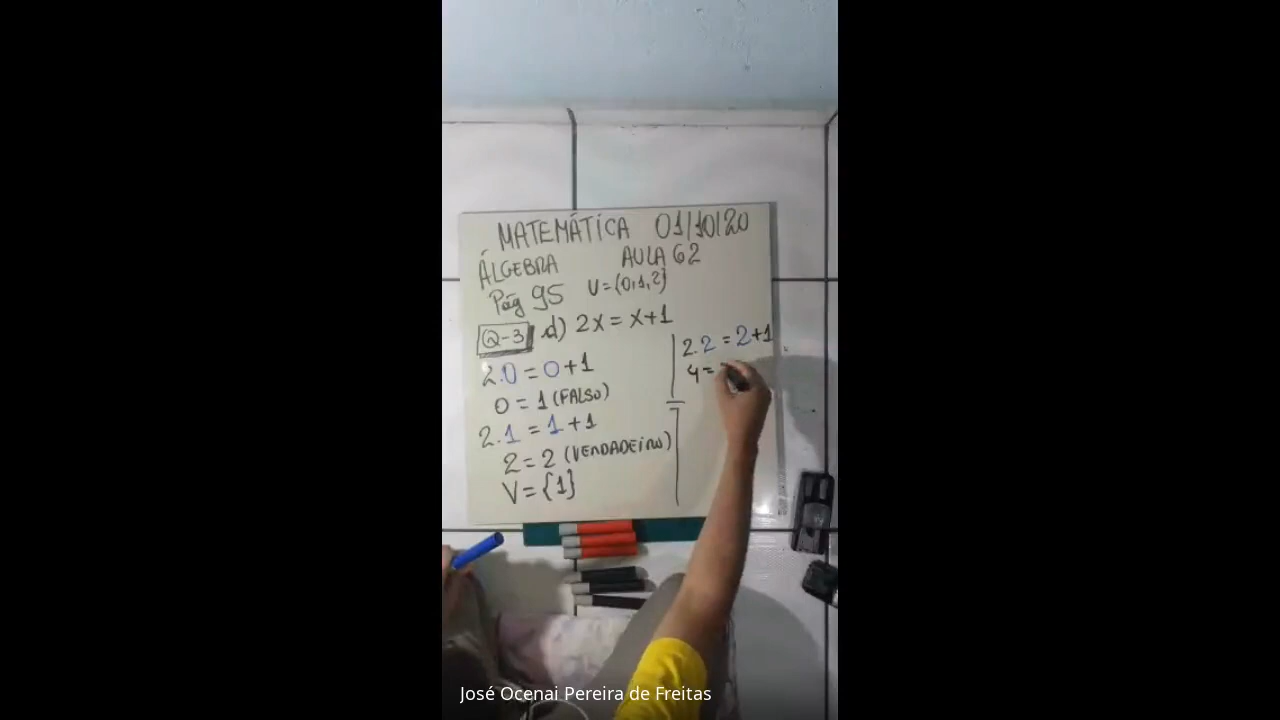 MATEMÁTICA 01/10/20
ÁLGEBRA AULA 62
Pág 95 U={0,1,2}
Q-3 d) 2x = x+1
2.0 = 0+1
0 = 1 (FALSO)
2.1 = 1+1
2 = 2 (VERDADEIRO)
V = {1}
2.2 = 2+1
4 =
José Ocenai Pereira de Freitas